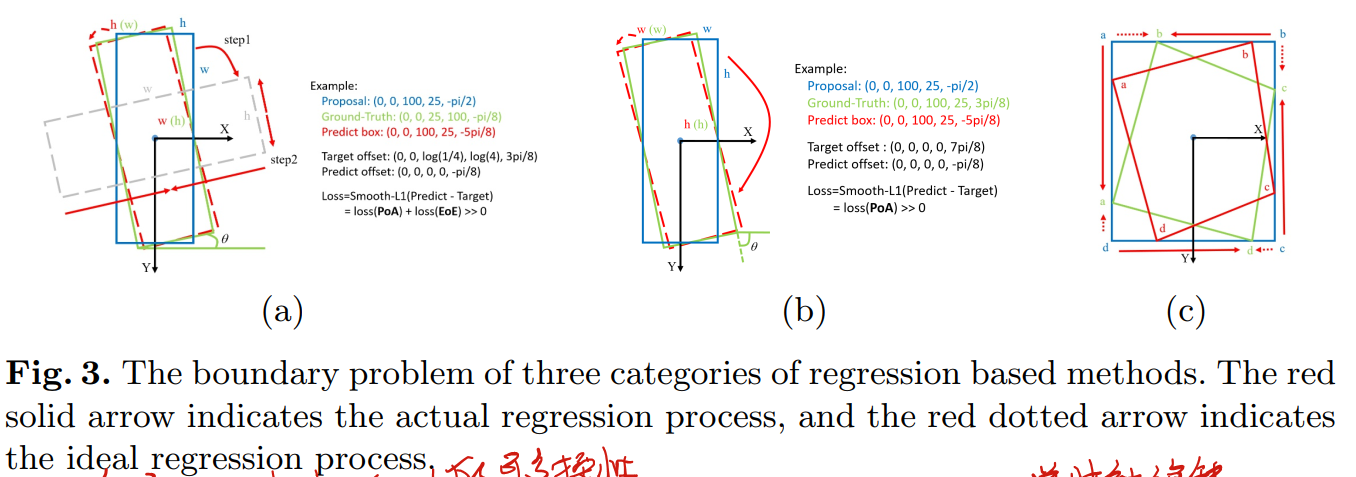 h (w)
h
step1
w
w
w (h)
X
h
step2
θ
Y
Example:
Proposal: (0, 0, 100, 25, -pi/2)
Ground-Truth: (0, 0, 25, 100, -pi/8)
Predict box: (0, 0, 100, 25, -5pi/8)
Target offset: (0, 0, log(1/4), log(4), 3pi/8)
Predict offset: (0, 0, 0, 0, -pi/8)
Loss=Smooth-L1(Predict - Target)
= loss(PoA) + loss(EoE) >> 0
(a)
w (w)
w
h
h (h)
X
θ
Y
Example:
Proposal: (0, 0, 100, 25, -pi/2)
Ground-Truth: (0, 0, 100, 25, 3pi/8)
Predict box: (0, 0, 100, 25, -5pi/8)
Target offset : (0, 0, 0, 0, 7pi/8)
Predict offset: (0, 0, 0, 0, -pi/8)
Loss=Smooth-L1(Predict - Target)
= loss(PoA) >> 0
(b)
a
b
b
b
a
c
X
c
a
d
d
Y
d
c
(c)
Fig. 3. The boundary problem of three categories of regression based methods. The red
solid arrow indicates the actual regression process, and the red dotted arrow indicates
the ideal regression process.